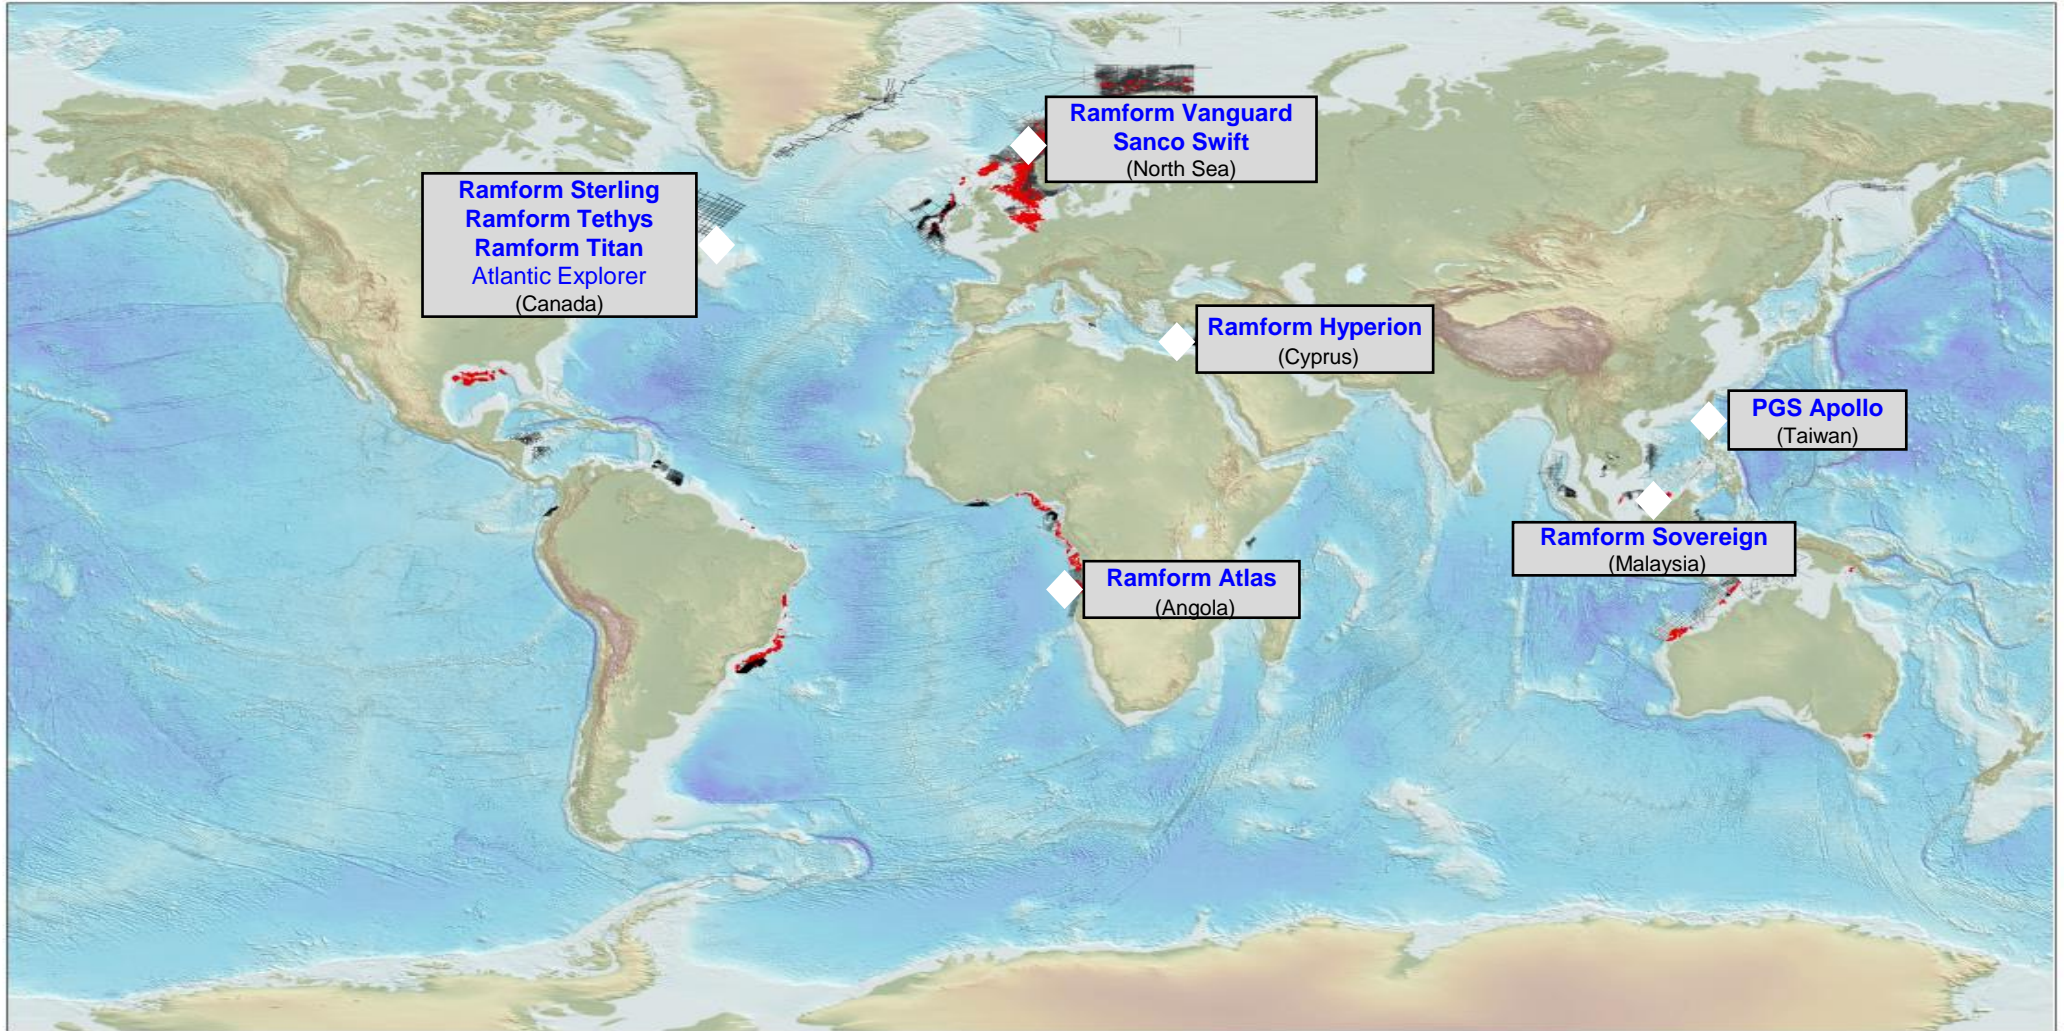 Ramform Vanguard
Sanco Swift
(North Sea)
Ramform Sterling
Ramform Tethys
Ramform Titan
Atlantic Explorer
(Canada)
Ramform Hyperion
(Cyprus)
PGS Apollo
(Taiwan)
Ramform Sovereign
(Malaysia)
Ramform Atlas
(Angola)